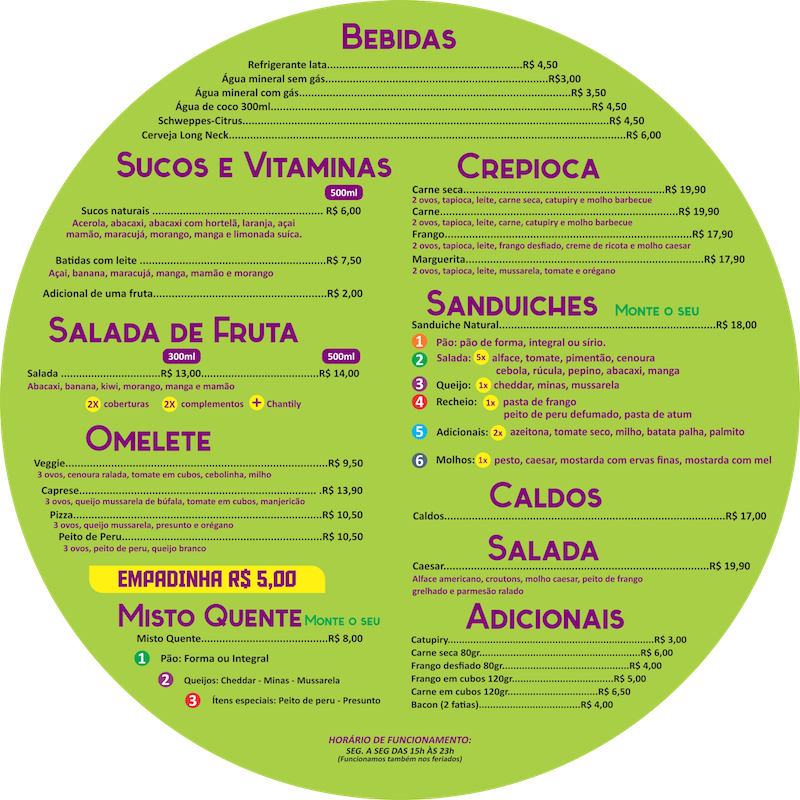 BEBIDAS
Refrigerante lata..................................................R$ 4,50
Água mineral sem gás.........................................................R$3,00
Água mineral com gás......................................................................R$ 3,50
Água de coco 300ml..................................................................................R$ 4,50
Schweppes-Citrus............................................................................................R$ 4,50
Cerveja Long Neck.....................................................................................................R$ 6,00
SUCOS E VITAMINAS
500ml
Sucos naturais ........................................... R$ 6,00
Acerola, abacaxi, abacaxi com hortelã, laranja, açai
mamão, maracujá, morango, manga e limonada suíca.
Batidas com leite ................................................R$ 7,50
Açai, banana, maracujá, manga, mamão e morango
Adicional de uma fruta............................................R$ 2,00
SALADA DE FRUTA
300ml 500ml
Salada ..........................R$ 13,00..............................R$ 14,00
Abacaxi, banana, kiwi, morango, manga e mamão
2X coberturas 2X complementos + Chantily
OMELETE
Veggie...................................................................R$ 9,50
3 ovos, cenoura ralada, tomate em cubos, cebolinha, milho
Caprese............................................................. .R$ 13,90
3 ovos, queijo mussarela de búfala, tomate em cubos, manjericão
Pizza...............................................................R$ 10,50
3 ovos, queijo mussarela, presunto e orégano
Peito de Peru....................................................R$ 10,50
3 ovos, peito de peru, queijo branco
EMPADINHA R$ 5,00
MISTO QUENTE MONTE O SEU
Misto Quente................................R$ 8,00
1 Pão: Forma ou Integral
2 Queijos: Cheddar - Minas - Mussarela
3 Ítens especiais: Peito de peru - Presunto
CREPIOCA
Carne seca.................................................................R$ 19,90
2 ovos, tapioca, leite, carne seca, catupiry e molho barbecue
Carne...........................................................................R$ 19,90
2 ovos, tapioca, leite, carne, catupiry e molho barbecue
Frango..........................................................................R$ 17,90
2 ovos, tapioca, leite, frango desfiado, creme de ricota e molho caesar
Marguerita......................................................................R$ 17,90
2 ovos, tapioca, leite, mussarela, tomate e orégano
SANDUICHES MONTE O SEU
Sanduiche Natural......................................................................R$ 18,00
1 Pão: pão de forma, integral ou sírio.
2 Salada: 5x alface, tomate, pimentão, cenoura
cebola, rúcula, pepino, abacaxi, manga
3 Queijo: 1x cheddar, minas, mussarela
4 Recheio: 1x pasta de frango
peito de peru defumado, pasta de atum
5 Adicionais: 2x azeitona, tomate seco, milho, batata palha, palmito
6 Molhos: 1x pesto, caesar, mostarda com ervas finas, mostarda com mel
CALDOS
Caldos.......................................................................................R$ 17,00
SALADA
Caesar...................................................................................R$ 19,90
Alface americano, croutons, molho caesar, peito de frango
grelhado e parmesão ralado
ADICIONAIS
Catupiry.....................................................R$ 3,00
Carne seca 80gr.........................................R$ 6,00
Frango desfiado 80gr................................R$ 4,00
Frango em cubos 120gr.........................R$ 5,00
Carne em cubos 120gr......................R$ 6,50
Bacon (2 fatias)..........................R$ 4,00
HORÁRIO DE FUNCIONAMENTO:
SEG. A SEG DAS 15h ÀS 23h
(Funcionamos também nos feriados)